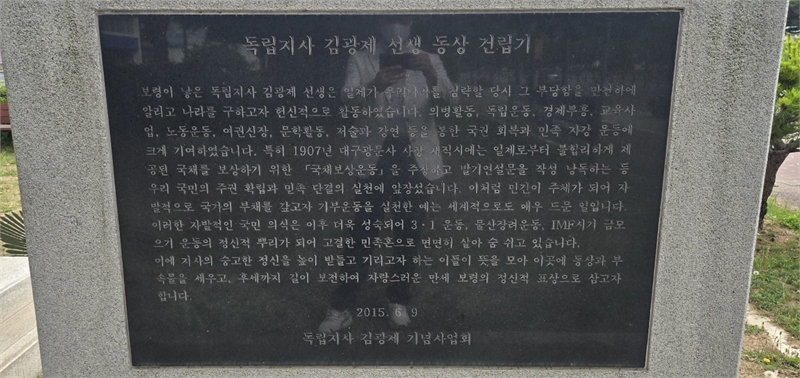 독립지사 김광제 선생 동상 건립기
보령이 낳은 독립지사 김광제 선생은 일제가 우리나라를 침략할 당시 그 부당함을 만천하에
알리고 나라를 구하고자 헌신적으로 활동하였습니다. 의병활동, 독립운동, 경제부흥, 교육사
업, 노동운동, 여권신장, 문학활동, 저술과 강연 등을 통한 국권 회복과 민족 자강 운동에
크게 기여하였습니다. 특히 1907년 대구광문사 사장 재직시에는 일제로부터 불합리하게 제
공된 국채를 보상하기 위한 「국채보상운동」을 주창하고 발기연설문을 작성 낭독하는 등
우리 국민의 주권 확립과 민족 단결의 실천에 앞장섰습니다. 이처럼 민간이 주체가 되어 자
발적으로 국가의 부채를 갚고자 기부운동을 실천한 예는 세계적으로도 매우 드문 일입니다.
이러한 자발적인 국민 의식은 이후 더욱 성숙되어 3·1 운동, 물산장려운동, IMF시기 금모
으기 운동의 정신적 뿌리가 되어 고결한 민족혼으로 면면히 살아 숨 쉬고 있습니다.
이에 지사의 숭고한 정신을 높이 받들고 기리고자 하는 이들이 뜻을 모아 이곳에 동상과 부
속물을 세우고, 후세까지 길이 보전하여 자랑스러운 만세 보령의 정신적 표상으로 삼고자
합니다.
2015. 6. 9
독립지사 김광제 기념사업회